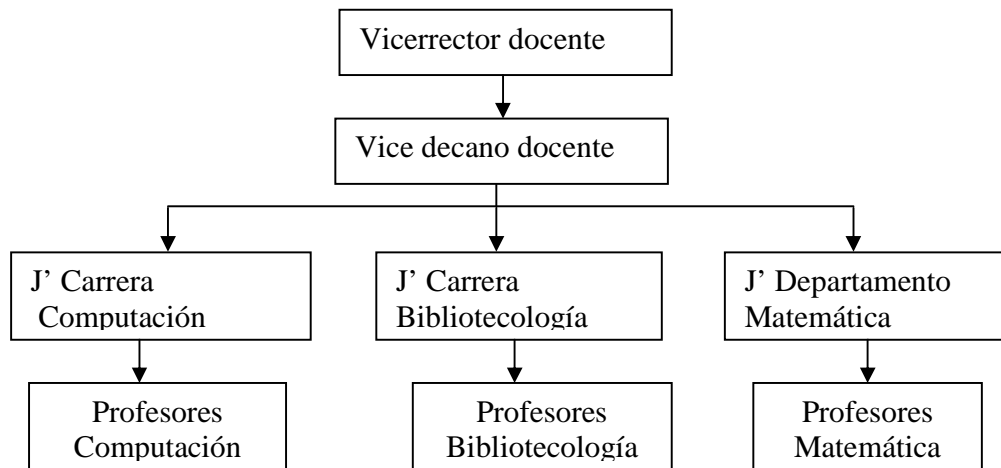 Vicerrector docente
Vice decano docente
J’ Carrera
Computación
J’ Carrera
Bibliotecología
J’ Departamento
Matemática
Profesores
Computación
Profesores
Bibliotecología
Profesores
Matemática